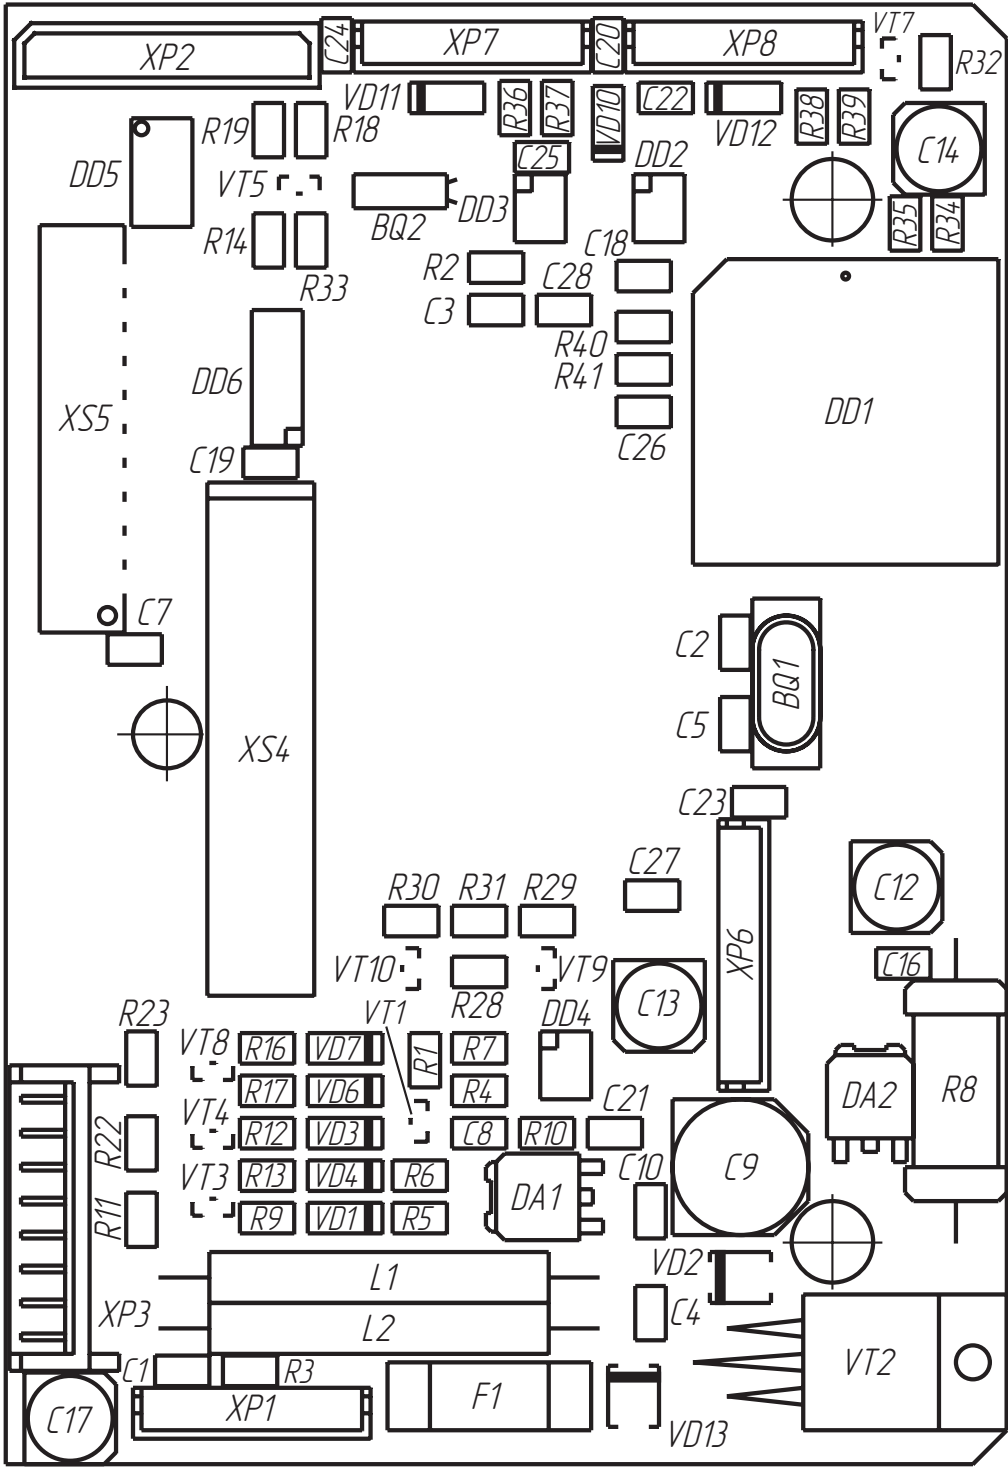 XP2
C24
XP7
C20
XP8
VT7
R32
VD11
R36
R37
VD10
C22
VD12
R38
R39
C14
R19
R18
DD5
C25
DD2
VT5
BQ2
DD3
R35
R34
R14
R33
R2
C28
C18
C3
R40
R41
DD6
XS5
DD1
C26
C19
C7
C2
BQ1
C5
XS4
C23
C27
C12
R30
R31
R29
XP6
VT10
VT9
C16
R28
C13
VT1
DD4
R23
VT8
R16
VD7
R1
R7
R17
VD6
R4
DA2
R8
VT4
R22
R12
VD3
C8
R10
C21
VT3
R13
VD4
R6
C10
C9
R11
R9
VD1
R5
DA1
L1
VD2
XP3
L2
C4
C1
R3
VT2
XP1
F1
C17
VD13